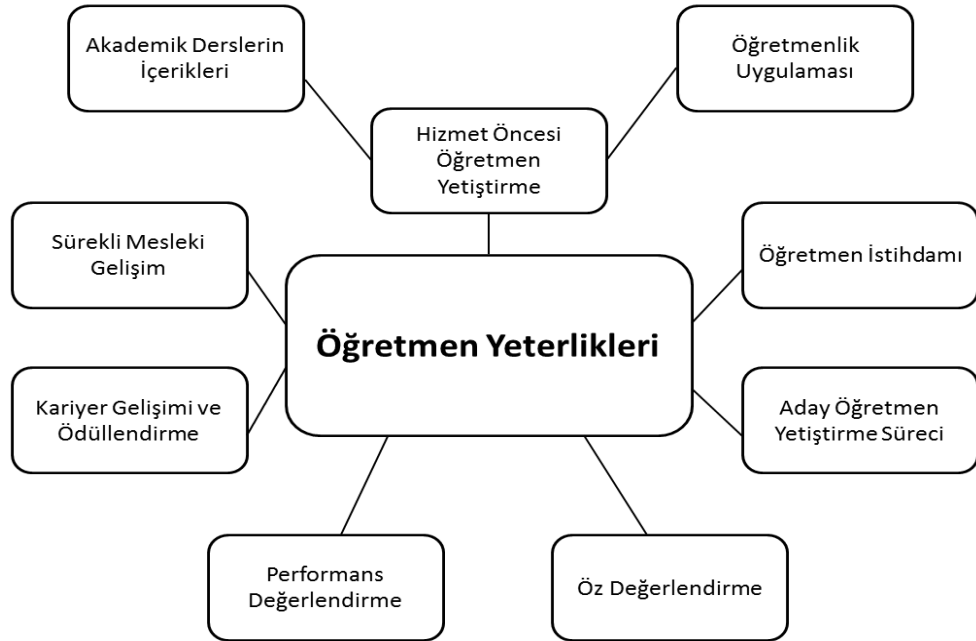 Akademik Derslerin
İçerikleri
Öğretmenlik
Uygulaması
Hizmet Öncesi
Öğretmen
Yetiştirme
Sürekli Mesleki
Gelişim
Öğretmen İstihdamı
Öğretmen Yeterlikleri
Kariyer Gelişimi ve
Ödüllendirme
Aday Öğretmen
Yetiştirme Süreci
Performans
Değerlendirme
Öz Değerlendirme